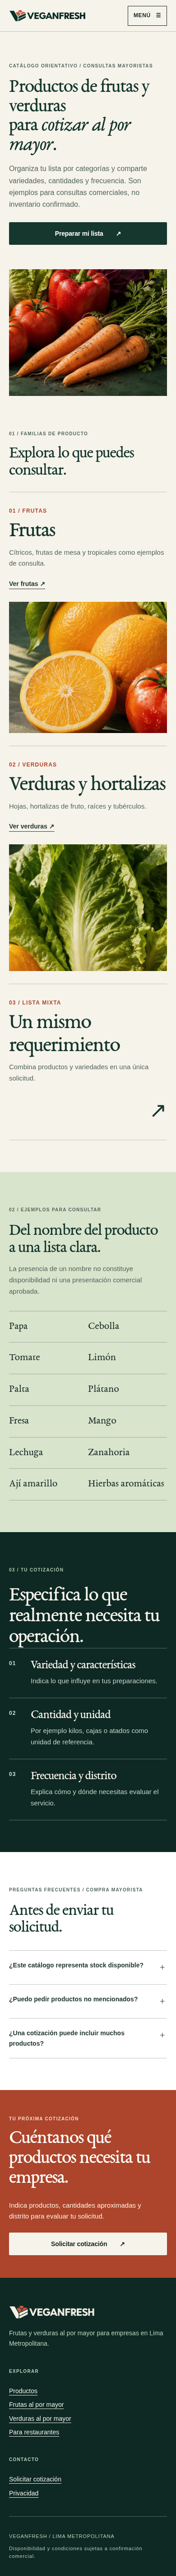 VEGANFRESH
MENÚ ☰
CATÁLOGO ORIENTATIVO / CONSULTAS MAYORISTAS
Productos de frutas y
verduras
para cotizar al por
mayor.
Organiza tu lista por categorías y comparte
variedades, cantidades y frecuencia. Son
ejemplos para consultas comerciales, no
inventario confirmado.
Preparar mi lista ↗
01 / FAMILIAS DE PRODUCTO
Explora lo que puedes
consultar.
01 / FRUTAS
Frutas
Cítricos, frutas de mesa y tropicales como ejemplos
de consulta.
Ver frutas ↗
02 / VERDURAS
Verduras y hortalizas
Hojas, hortalizas de fruto, raíces y tubérculos.
Ver verduras ↗
03 / LISTA MIXTA
Un mismo
requerimiento
Combina productos y variedades en una única
solicitud.
↗
02 / EJEMPLOS PARA CONSULTAR
Del nombre del producto
a una lista clara.
La presencia de un nombre no constituye
disponibilidad ni una presentación comercial
aprobada.
Papa Cebolla
Tomate Limón
Palta Plátano
Fresa Mango
Lechuga Zanahoria
Ají amarillo Hierbas aromáticas
03 / TU COTIZACIÓN
Especifica lo que
realmente necesita tu
operación.
01 Variedad y características
Indica lo que influye en tus preparaciones.
02 Cantidad y unidad
Por ejemplo kilos, cajas o atados como
unidad de referencia.
03 Frecuencia y distrito
Explica cómo y dónde necesitas evaluar el
servicio.
PREGUNTAS FRECUENTES / COMPRA MAYORISTA
Antes de enviar tu
solicitud.
¿Este catálogo representa stock disponible? +
¿Puedo pedir productos no mencionados? +
¿Una cotización puede incluir muchos +
productos?
TU PRÓXIMA COTIZACIÓN
Cuéntanos qué
productos necesita tu
empresa.
Indica productos, cantidades aproximadas y
distrito para evaluar tu solicitud.
Solicitar cotización ↗
VEGANFRESH
Frutas y verduras al por mayor para empresas en Lima
Metropolitana.
EXPLORAR
Productos
Frutas al por mayor
Verduras al por mayor
Para restaurantes
CONTACTO
Solicitar cotización
Privacidad
VEGANFRESH / LIMA METROPOLITANA
Disponibilidad y condiciones sujetas a confirmación
comercial.